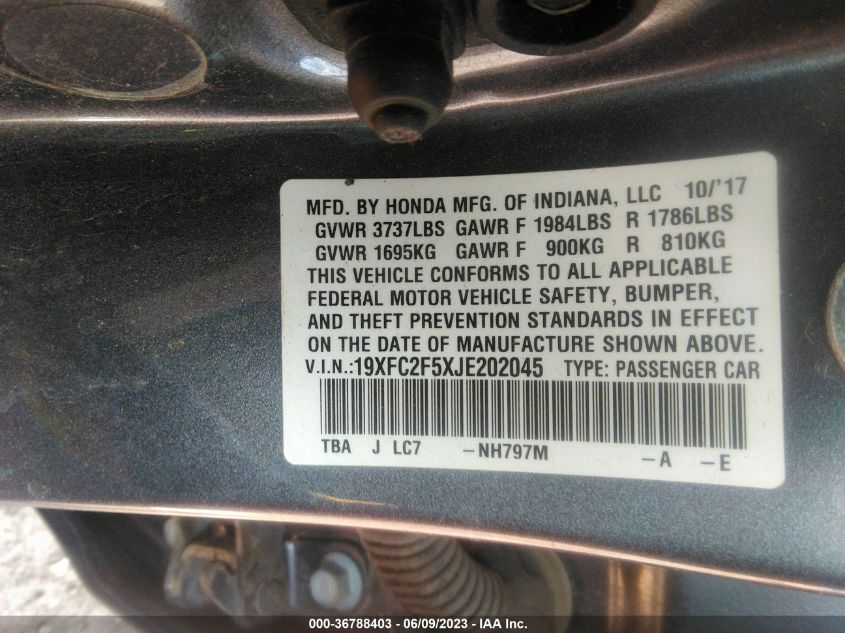 MFD. BY HONDA MFG. OF INDIANA, LLC 10/'17
GVWR 3737LBS GAWR F 1984LBS R 1786LBS
GVWR 1695KG GAWR F 900KG R 810KG
THIS VEHICLE CONFORMS TO ALL APPLICABLE
FEDERAL MOTOR VEHICLE SAFETY, BUMPER,
AND THEFT PREVENTION STANDARDS IN EFFECT
ON THE DATE OF MANUFACTURE SHOWN ABOVE.
V.I.N.:19XFC2F5XJE202045 TYPE: PASSENGER CAR
TBA J LC7 -NH797M -A -E
000-36788403 - 06/09/2023 - IAA Inc.